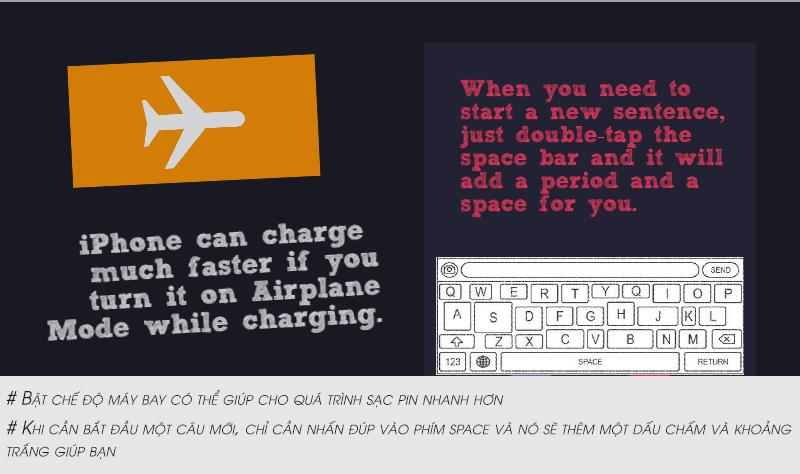 iPhone can charge
much faster if you
turn it on Airplane
Mode while charging.
When you need to
start a new sentence,
just double-tap the
space bar and it will
add a period and a
space for you.
SEND
Q W E R T Y Q I O P
A S D F G H J K L
Z X C V B N M
123 SPACE RETURN
# BẬT CHẾ ĐỘ MÁY BAY CÓ THỂ GIÚP CHO QUÁ TRÌNH SẠC PIN NHANH HƠN
# KHI CẦN BẮT ĐẦU MỘT CÂU MỚI, CHỈ CẦN NHẤN ĐÚP VÀO PHÍM SPACE VÀ NÓ SẼ THÊM MỘT DẤU CHẤM VÀ KHOẢNG
TRẮNG GIÚP BẠN